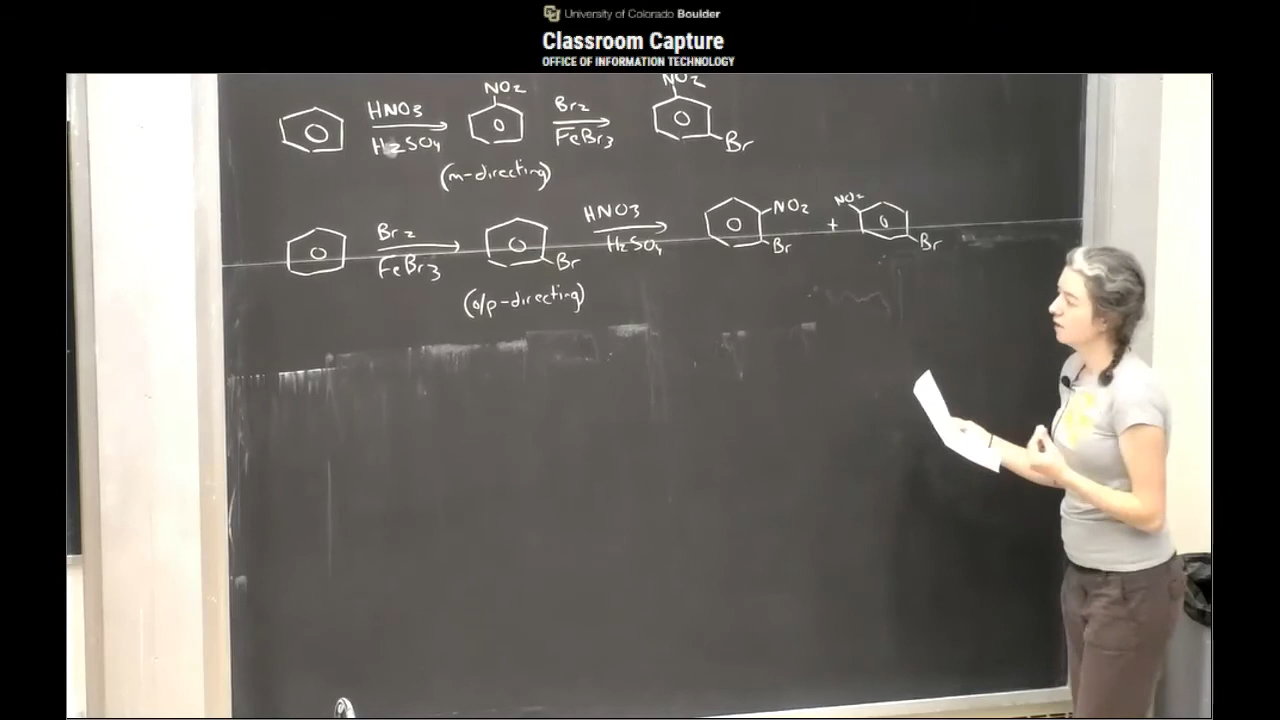 University of Colorado Boulder
Classroom Capture
OFFICE OF INFORMATION TECHNOLOGY
HNO3
H2SO4
NO2
(m-directing)
Br2
FeBr3
NO2
Br
Br2
FeBr3
Br
(o/p-directing)
HNO3
H2SO4
NO2
Br
+
NO2
Br